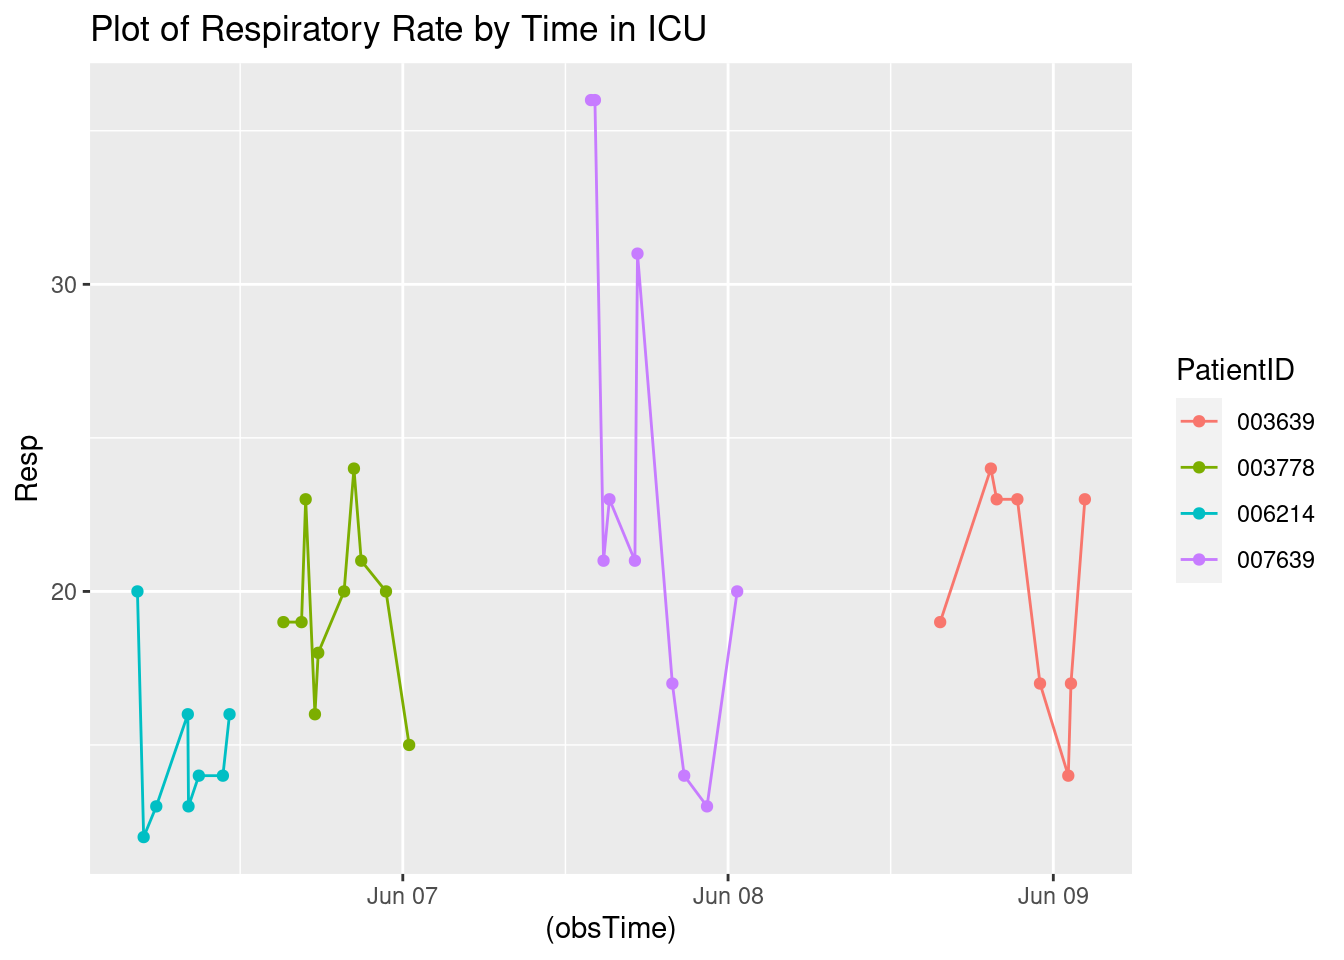 Plot of Respiratory Rate by Time in ICU
Resp
30
20
Jun 07
Jun 08
Jun 09
(obsTime)
PatientID
003639
003778
006214
007639